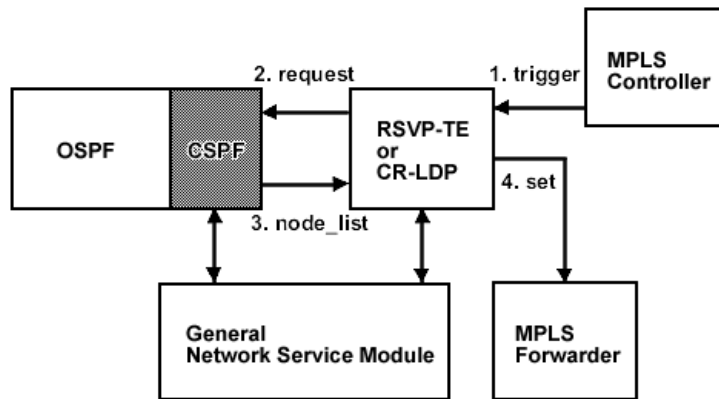 MPLS
Controller
1. trigger
2. request
OSPF
CSPF
RSVP-TE
or
CR-LDP
3. node_list
4. set
General
Network Service Module
MPLS
Forwarder